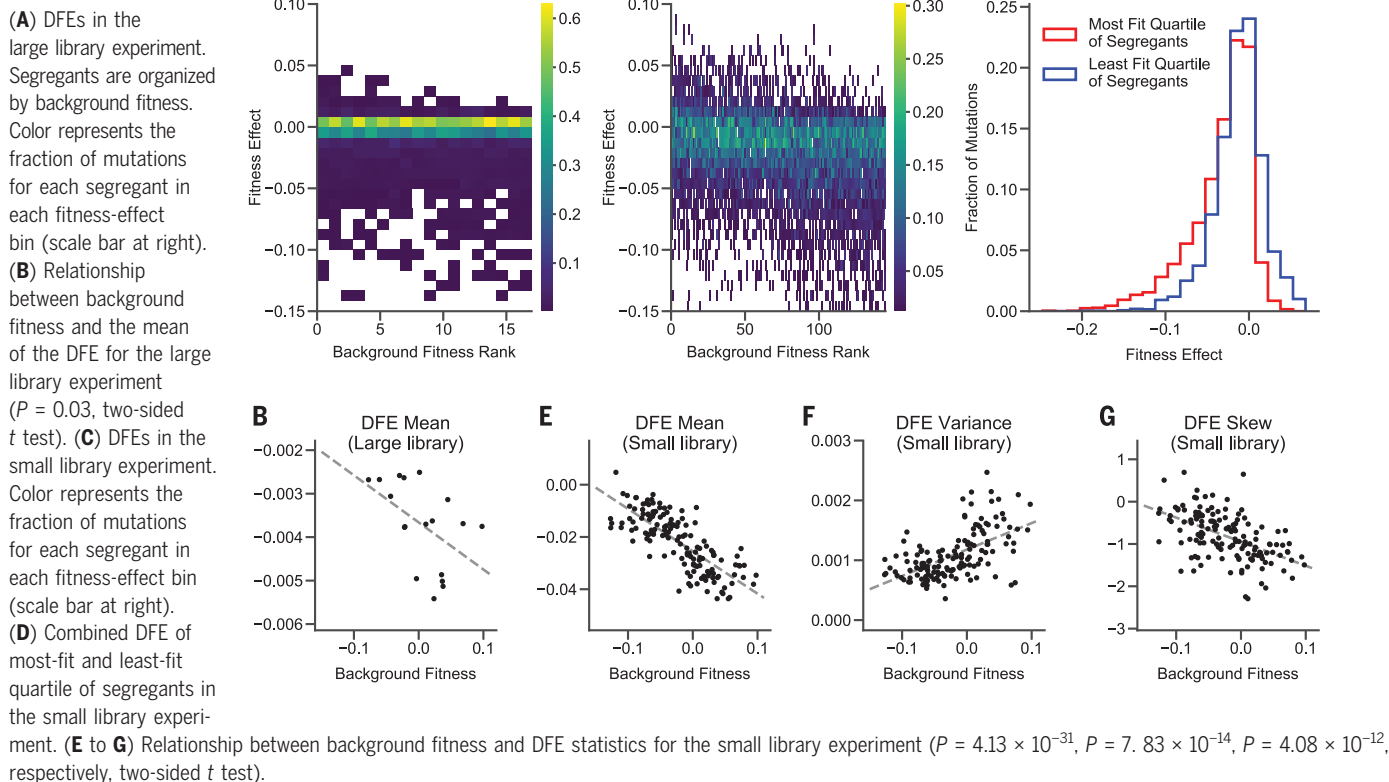 (A) DFEs in the
large library experiment.
Segregants are organized
by background fitness.
Color represents the
fraction of mutations
for each segregant in
each fitness-effect
bin (scale bar at right).
(B) Relationship
between background
fitness and the mean
of the DFE for the large
library experiment
(P = 0.03, two-sided
t test). (C) DFEs in the
small library experiment.
Color represents the
fraction of mutations
for each segregant in
each fitness-effect bin
(scale bar at right).
(D) Combined DFE of
most-fit and least-fit
quartile of segregants in
the small library experi-
ment. (E to G) Relationship between background fitness and DFE statistics for the small library experiment (P = 4.13 × 10⁻³¹, P = 7. 83 × 10⁻¹⁴, P = 4.08 × 10⁻¹²,
respectively, two-sided t test).
0.10
0.05
0.00
−0.05
−0.10
−0.15
Fitness Effect
0 5 10 15
Background Fitness Rank
0.6
0.5
0.4
0.3
0.2
0.1
0.10
0.05
0.00
−0.05
−0.10
−0.15
Fitness Effect
0 50 100
Background Fitness Rank
0.30
0.25
0.20
0.15
0.10
0.05
0.25
0.20
0.15
0.10
0.05
0.00
Fraction of Mutations
Most Fit Quartile
of Segregants
Least Fit Quartile
of Segregants
−0.2 −0.1 0.0
Fitness Effect
B
DFE Mean
(Large library)
−0.002
−0.003
−0.004
−0.005
−0.006
−0.1 0.0 0.1
Background Fitness
E
DFE Mean
(Small library)
0.00
−0.02
−0.04
−0.1 0.0 0.1
Background Fitness
F
DFE Variance
(Small library)
0.003
0.002
0.001
0.000
−0.1 0.0 0.1
Background Fitness
G
DFE Skew
(Small library)
1
0
−1
−2
−3
−0.1 0.0 0.1
Background Fitness